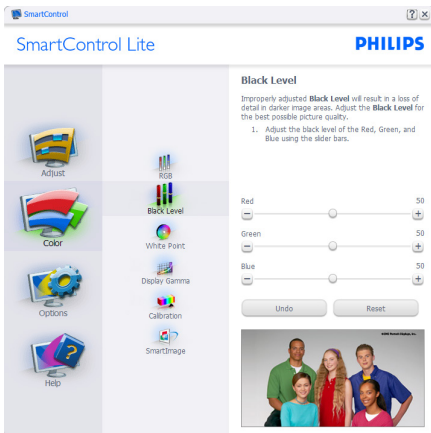 SmartControl
SmartControl Lite
PHILIPS
Adjust
Color
Options
Help
RGB
Black Level
White Point
Display Gamma
Calibration
SmartImage
Black Level
Improperly adjusted Black Level will result in a loss of
detail in darker image areas. Adjust the Black Level for
the best possible picture quality.
1. Adjust the black level of the Red, Green, and
Blue using the slider bars.
Red 50
Green 50
Blue 50
Undo Reset